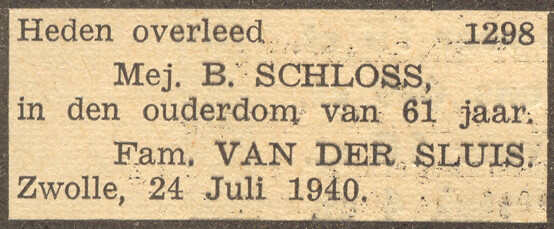 Heden overleed 1298
Mej. B. SCHLOSS,
in den ouderdom van 61 jaar.
Fam. VAN DER SLUIS.
Zwolle, 24 Juli 1940.